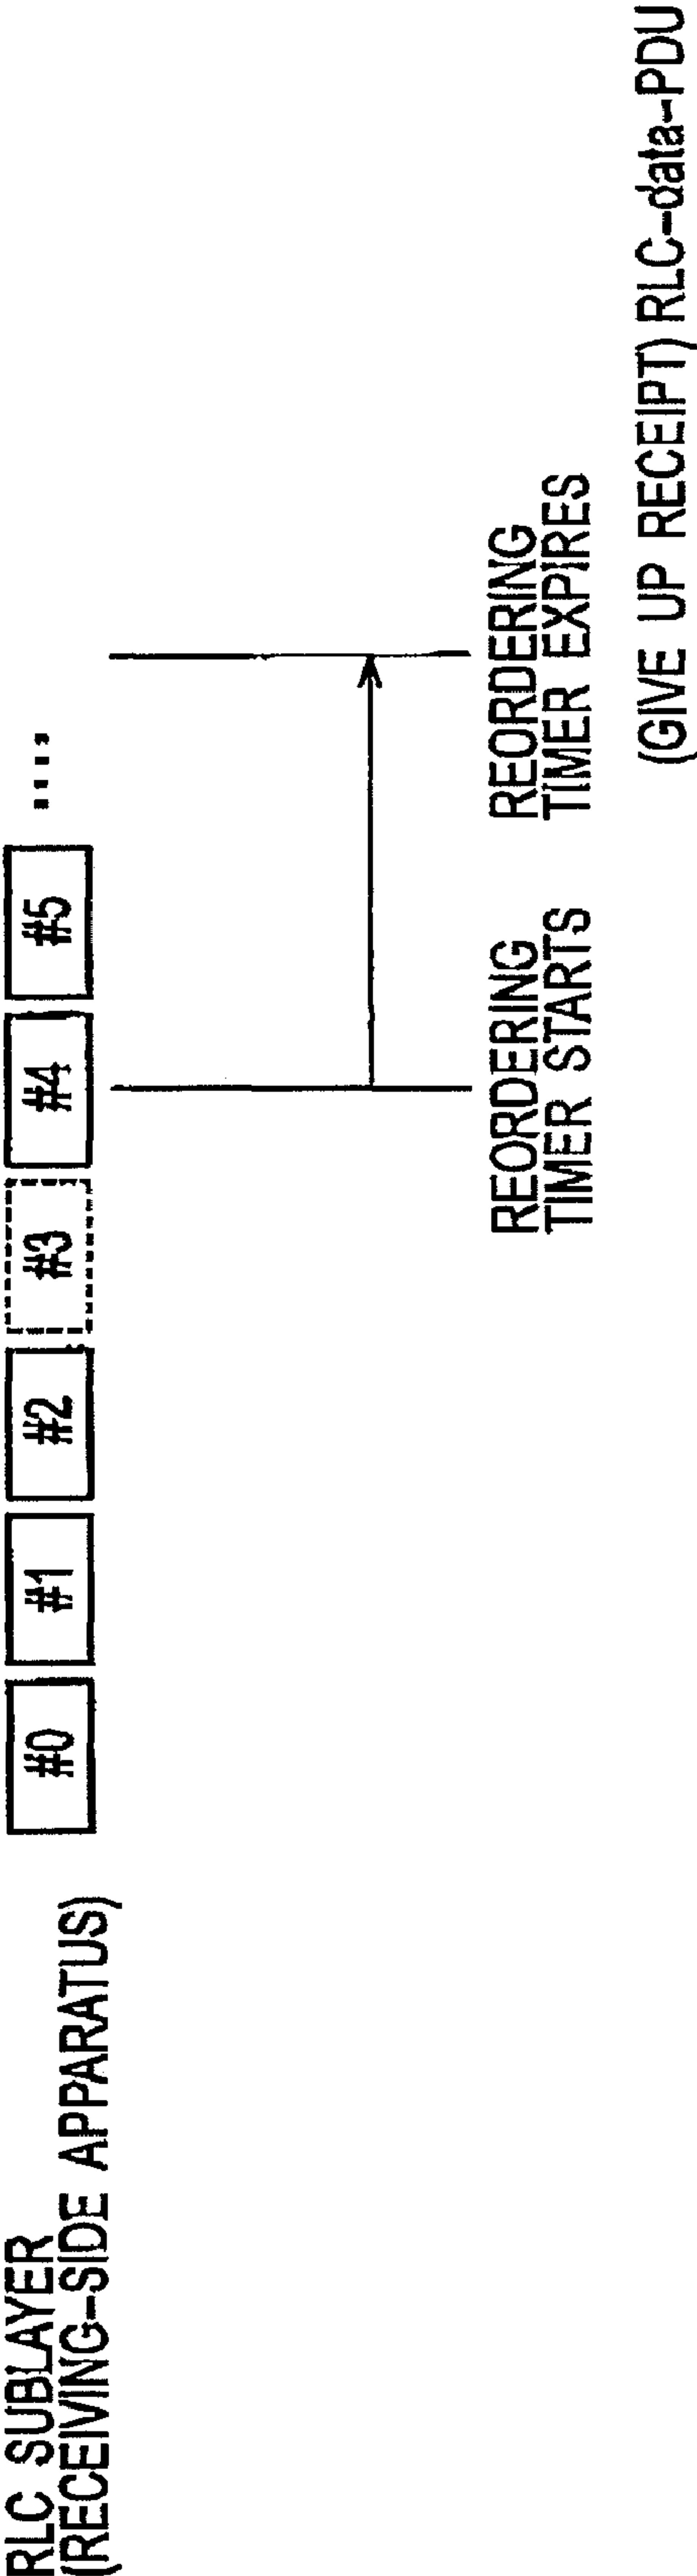 RLC SUBLAYER
(RECEIVING-SIDE APPARATUS)
#0 #1 #2 #3 #4 #5 ....
REORDERING
TIMER STARTS
REORDERING
TIMER EXPIRES
(GIVE UP RECEIPT) RLC-data-PDU